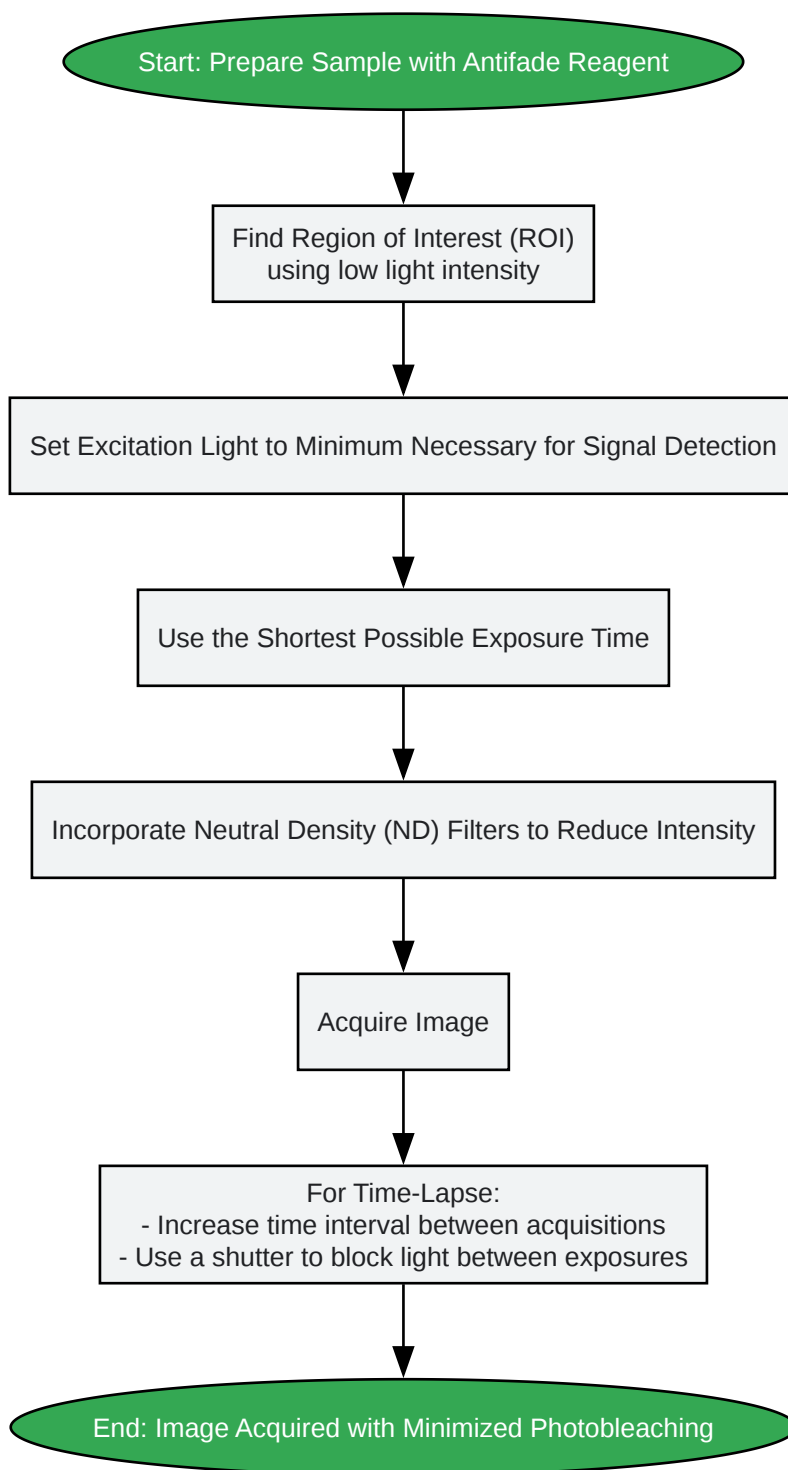 Start: Prepare Sample with Antifade Reagent
Find Region of Interest (ROI)
using low light intensity
Set Excitation Light to Minimum Necessary for Signal Detection
Use the Shortest Possible Exposure Time
Incorporate Neutral Density (ND) Filters to Reduce Intensity
Acquire Image
For Time-Lapse:
- Increase time interval between acquisitions
- Use a shutter to block light between exposures
End: Image Acquired with Minimized Photobleaching